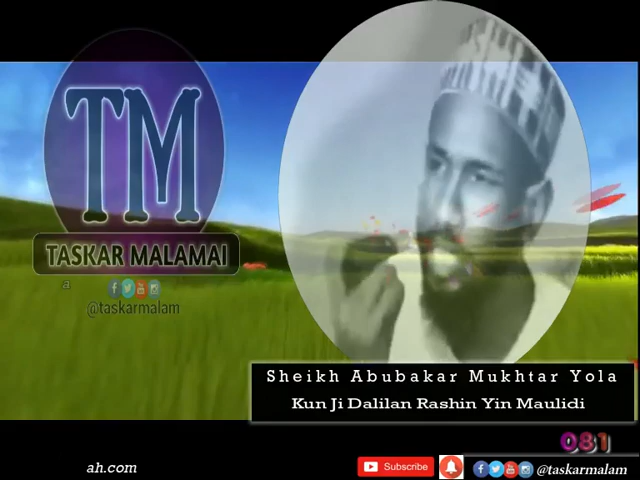 TM
TASKAR MALAMAI
a
@taskarmalam
Sheikh Abubakar Mukhtar Yola
Kun Ji Dalilan Rashin Yin Maulidi
081
ah.com
Subscribe
@taskarmalam